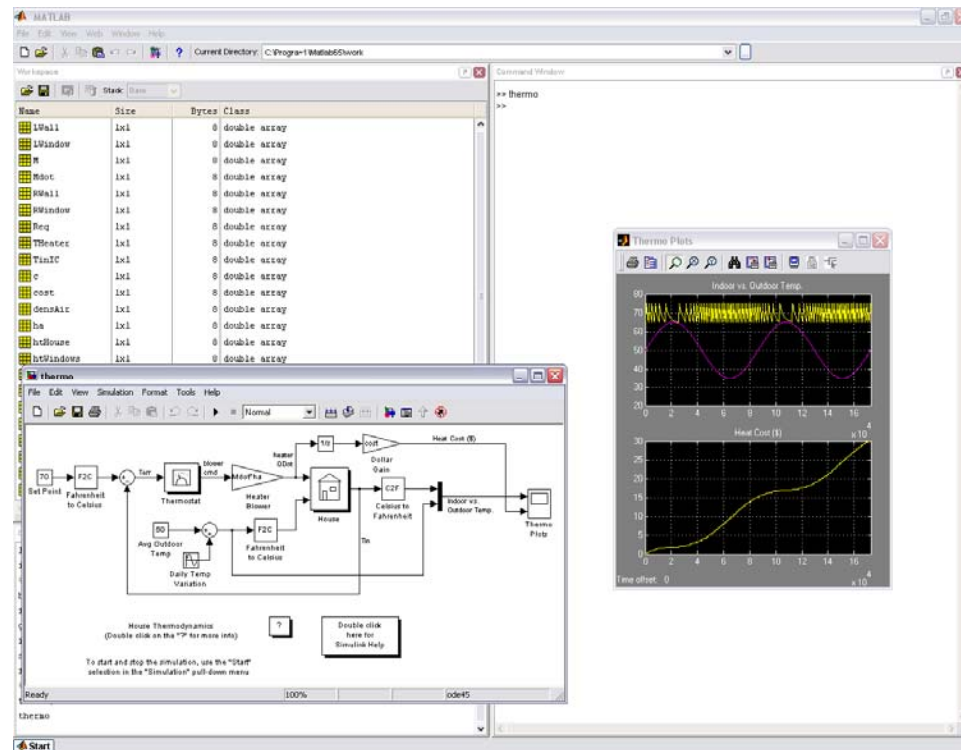 MATLAB
File Edit View Web Window Help
? Current Directory: C:\Progra~1\Matlab65\work
Workspace
Stack: Base
Name Size Bytes Class
LWall 1x1 8 double array
LWindow 1x1 8 double array
M 1x1 8 double array
Mdot 1x1 8 double array
RWall 1x1 8 double array
RWindow 1x1 8 double array
Req 1x1 8 double array
THeater 1x1 8 double array
TinIC 1x1 8 double array
c 1x1 8 double array
cost 1x1 8 double array
densAir 1x1 8 double array
ha 1x1 8 double array
htHouse 1x1 8 double array
htWindows 1x1 8 double array
Command Window
>> thermo
>>
Thermo Plots
Indoor vs. Outdoor Temp.
80
70
60
50
40
30
20
0 2 4 6 8 10 12 14 16
x 10
4
Heat Cost ($)
30
25
20
15
10
5
0
0 2 4 6 8 10 12 14 16
x 10
4
Time offset: 0
thermo
File Edit View Simulation Format Tools Help
Normal
70
Set Point
F2C
Fahrenheit
to Celsius
Terr
Thermostat
blower
cmd
Mdot*ha
Heater
Blower
heater
QDot
1/s
cost
Dollar
Gain
Heat Cost ($)
House
C2F
Celsius to
Fahrenheit
Indoor vs.
Outdoor Temp.
Thermo
Plots
50
Avg Outdoor
Temp
Daily Temp
Variation
F2C
Fahrenheit
to Celsius
Tin
House Thermodynamics
(Double click on the "?" for more info)
?
Double click
here for
Simulink Help
To start and stop the simulation, use the "Start"
selection in the "Simulation" pull-down menu
Ready 100% ode45
thermo
Start